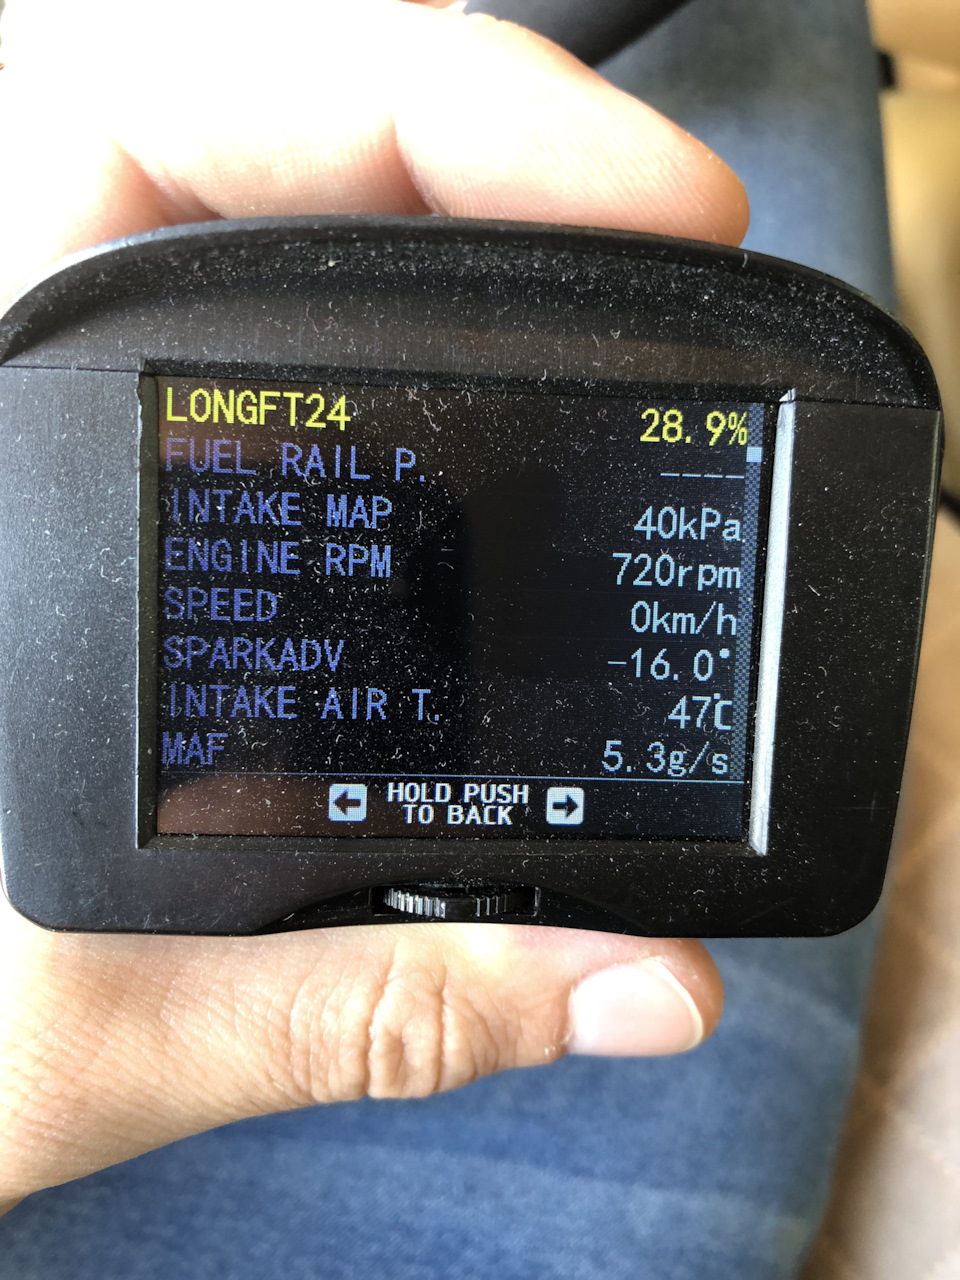 LONGFT24 28.9%
FUEL RAIL P. ----
INTAKE MAP 40kPa
ENGINE RPM 720rpm
SPEED 0km/h
SPARKADV -16.0°
INTAKE AIR T. 47℃
MAF 5.3g/s
HOLD PUSH
TO BACK